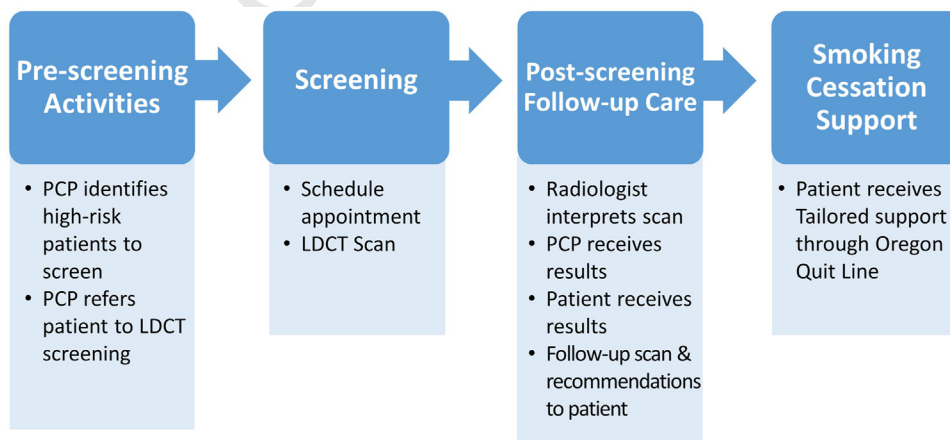 Pre-screening
Activities
• PCP identifies
high-risk
patients to
screen
• PCP refers
patient to LDCT
screening
Screening
• Schedule
appointment
• LDCT Scan
Post-screening
Follow-up Care
• Radiologist
interprets scan
• PCP receives
results
• Patient receives
results
• Follow-up scan &
recommendations
to patient
Smoking
Cessation
Support
• Patient receives
Tailored support
through Oregon
Quit Line